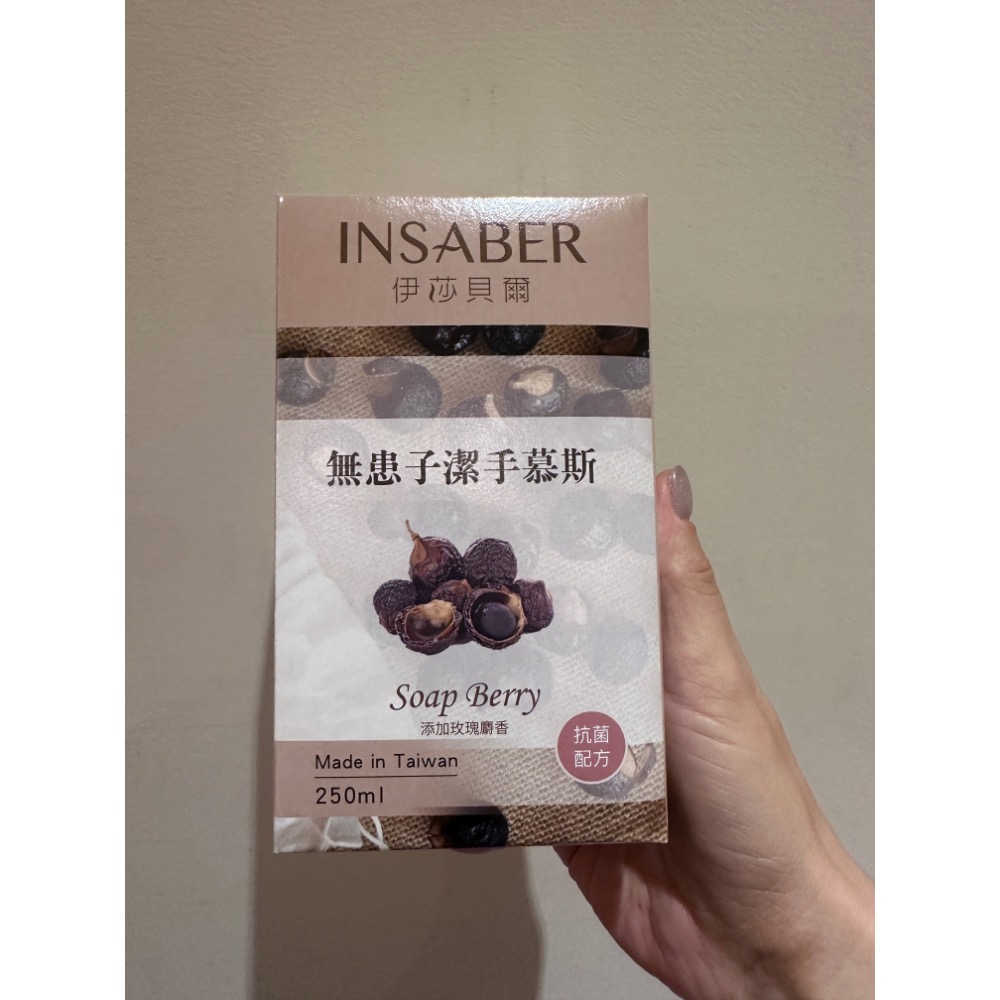 INSABER
伊莎貝爾
無患子潔手慕斯
Soap Berry
添加玫瑰麝香
抗菌
配方
Made in Taiwan
250ml